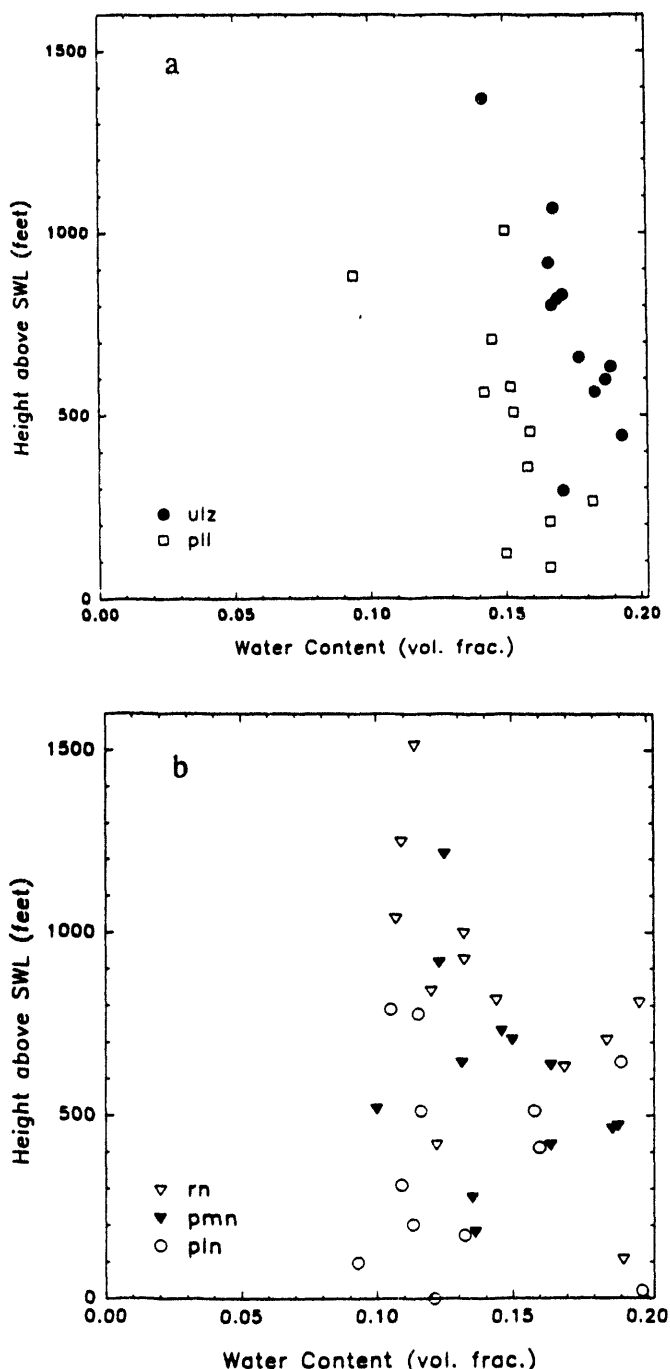 a
1500
1000
500
0
Height above SWL (feet)
ulz
pll
0.00 0.05 0.10 0.15 0.20
Water Content (vol. frac.)
b
1500
1000
500
0
Height above SWL (feet)
rn
pmn
pln
0.00 0.05 0.10 0.15 0.20
Water Content (vol. frac.)